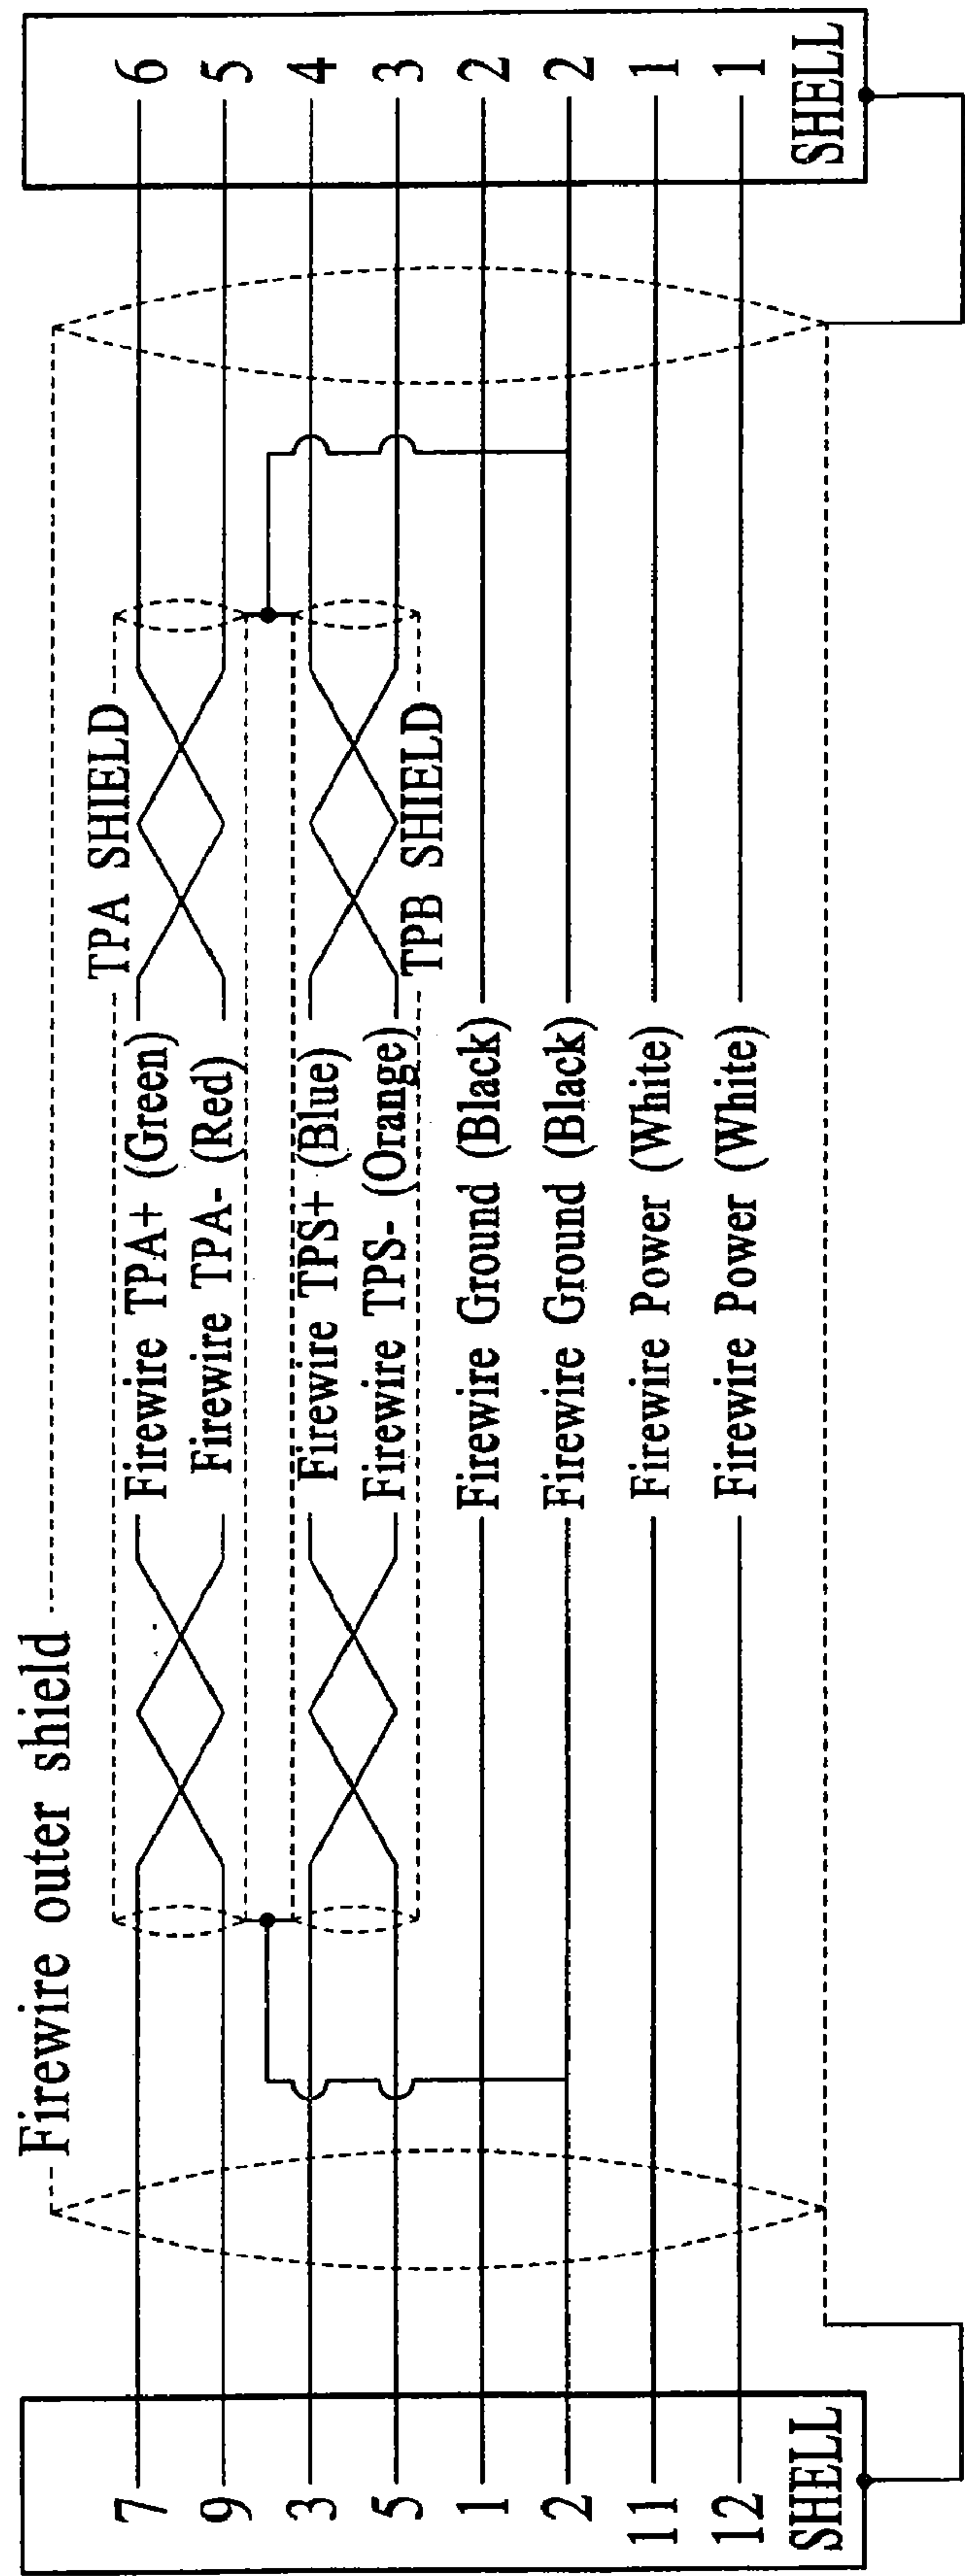 Firewire outer shield
TPA SHIELD
7 Firewire TPA+ (Green) 6
9 Firewire TPA- (Red) 5
3 Firewire TPS+ (Blue) 4
5 Firewire TPS- (Orange) 3
TPB SHIELD
1 Firewire Ground (Black) 2
2 Firewire Ground (Black) 2
11 Firewire Power (White) 1
12 Firewire Power (White) 1
SHELL SHELL